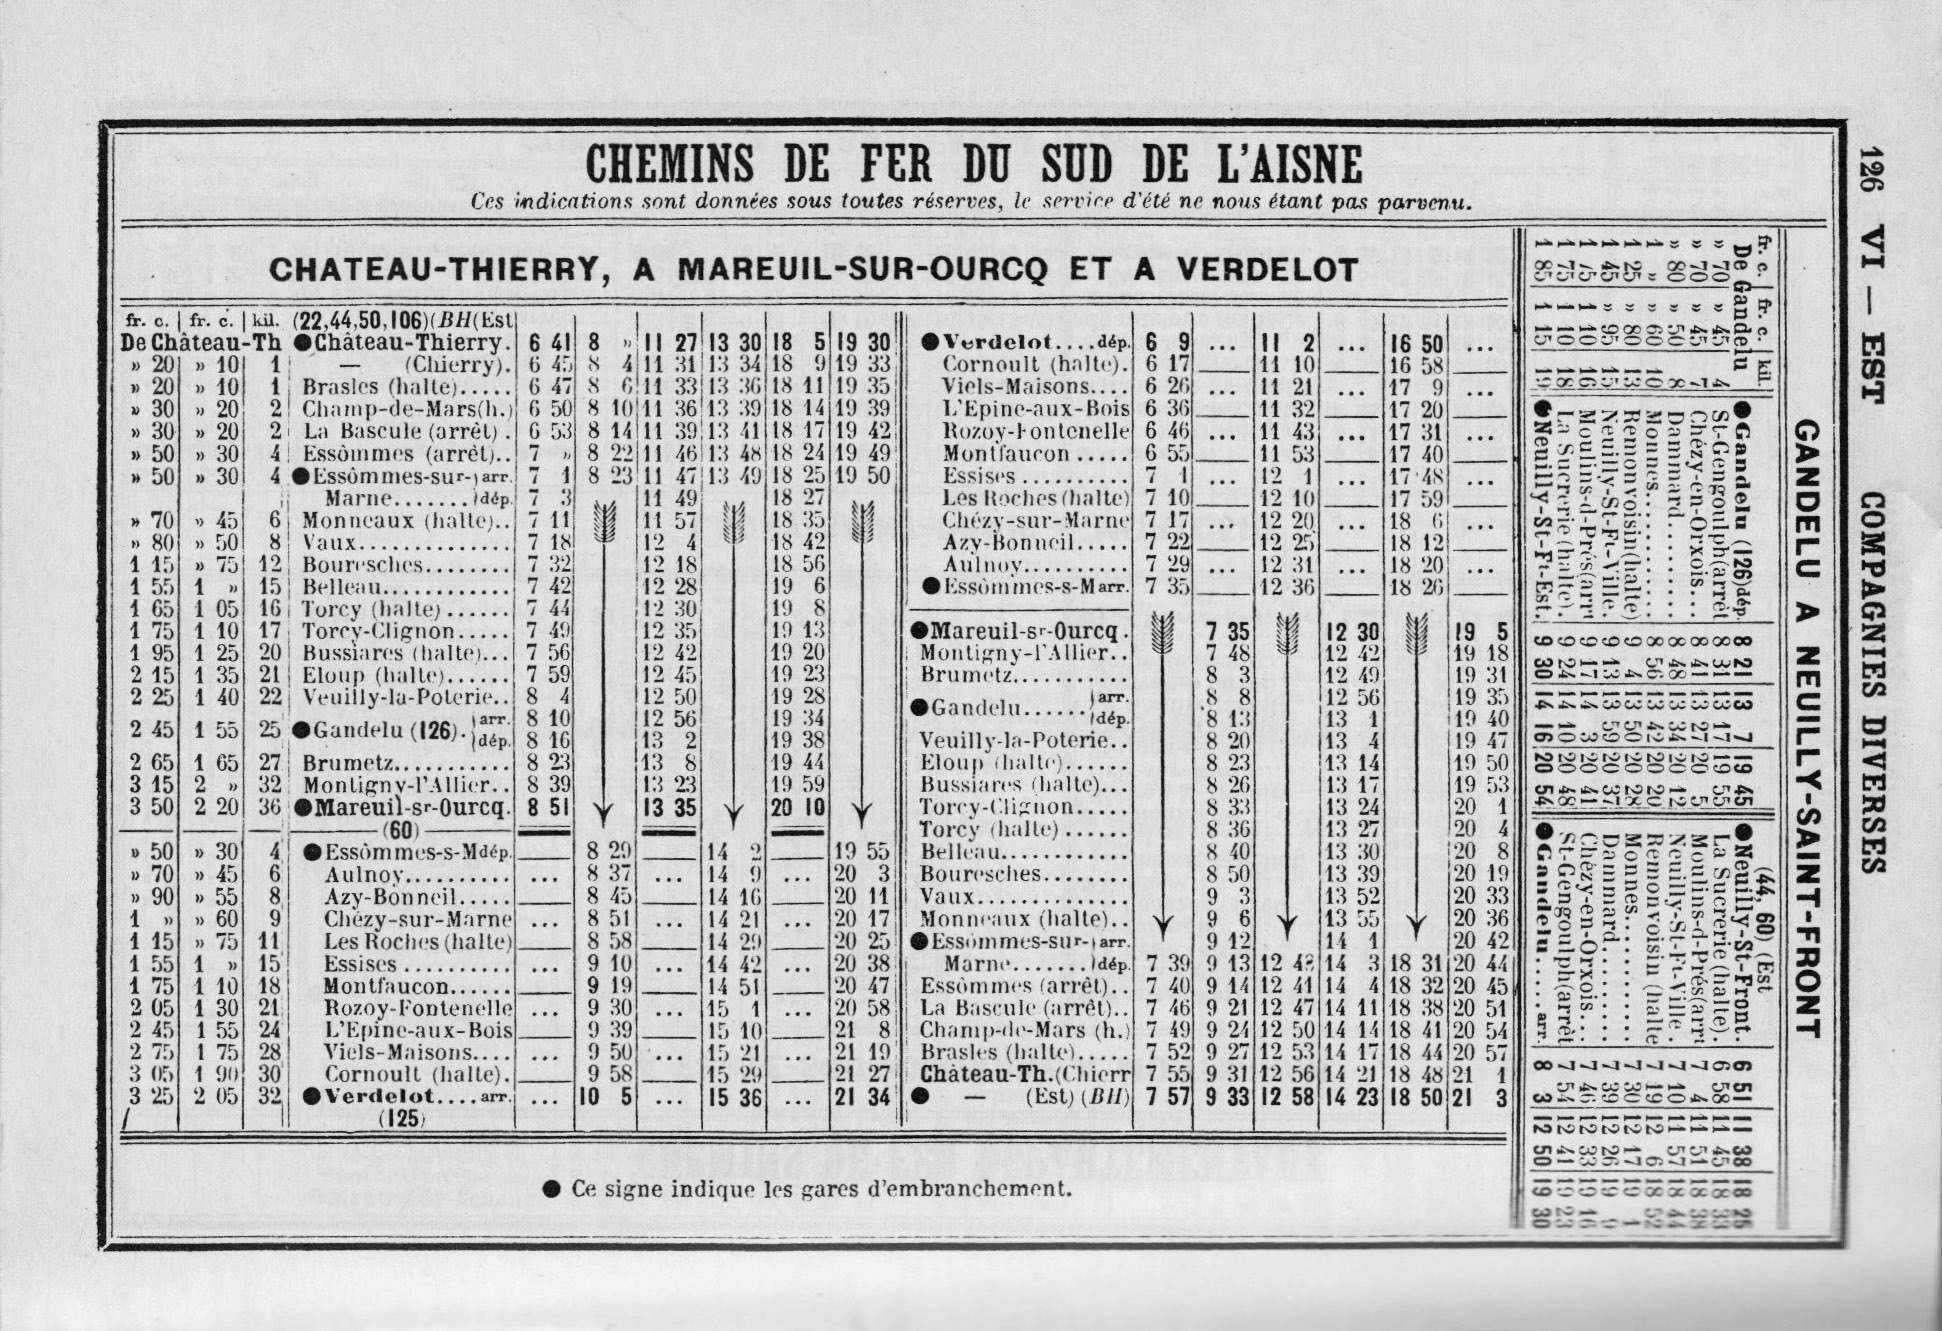 CHEMINS DE FER DU SUD DE L'AISNE
Ces indications sont données sous toutes réserves, le service d'été ne nous étant pas parvenu.
CHATEAU-THIERRY, A MAREUIL-SUR-OURCQ ET A VERDELOT
fr. c. | fr. c. | kil. (22,44,50,106)(BH(Est
De Château-Th ●Château-Thierry. 6 41 8 » 11 27 13 30 18 5 19 30
» 20 » 10 1 — (Chierry). 6 45 8 4 11 31 13 34 18 9 19 33
» 20 » 10 1 Brasles (halte)..... 6 47 8 6 11 33 13 36 18 11 19 35
» 30 » 20 2 Champ-de-Mars(h.) 6 50 8 10 11 36 13 39 18 14 19 39
» 30 » 20 2 La Bascule (arrêt) . 6 53 8 14 11 39 13 41 18 17 19 42
» 50 » 30 4 Essômmes (arrêt).. 7 » 8 22 11 46 13 48 18 24 19 49
» 50 » 30 4 ●Essômmes-sur- arr. 7 1 8 23 11 47 13 49 18 25 19 50
Marne....... dép. 7 3 11 49 18 27
» 70 » 45 6 Monneaux (halte).. 7 11 11 57 18 35
» 80 » 50 8 Vaux.............. 7 18 12 4 18 42
1 15 » 75 12 Bouresches........ 7 32 12 18 18 56
1 55 1 » 15 Belleau............ 7 42 12 28 19 6
1 65 1 05 16 Torcy (halte) ...... 7 44 12 30 19 8
1 75 1 10 17 Torcy-Clignon..... 7 49 12 35 19 13
1 95 1 25 20 Bussiares (halte)... 7 56 12 42 19 20
2 15 1 35 21 Eloup (halte)...... 7 59 12 45 19 23
2 25 1 40 22 Veuilly-la-Poterie.. 8 4 12 50 19 28
2 45 1 55 25 ●Gandelu (126). arr. 8 10 12 56 19 34
dép. 8 16 13 2 19 38
2 65 1 65 27 Brumetz........... 8 23 13 8 19 44
3 15 2 » 32 Montigny-l'Allier.. 8 39 13 23 19 59
3 50 2 20 36 ●Mareuil-sr-Ourcq. 8 51 13 35 20 10
(60)
» 50 » 30 4 ●Essômmes-s-M dép. 8 29 14 2 19 55
» 70 » 45 6 Aulnoy.......... ... 8 37 ... 14 9 ... 20 3
» 90 » 55 8 Azy-Bonneil..... 8 45 14 16 20 11
1 » » 60 9 Chézy-sur-Marne ... 8 51 ... 14 21 ... 20 17
1 15 » 75 11 Les Roches (halte) 8 58 14 29 20 25
1 55 1 » 15 Essises .......... ... 9 10 ... 14 42 ... 20 38
1 75 1 10 18 Montfaucon...... 9 19 14 51 20 47
2 05 1 30 21 Rozoy-Fontenelle ... 9 30 ... 15 1 ... 20 58
2 45 1 55 24 L'Epine-aux-Bois 9 39 15 10 21 8
2 75 1 75 28 Viels-Maisons.... ... 9 50 ... 15 21 ... 21 19
3 05 1 90 30 Cornoult (halte). 9 58 15 29 21 27
3 25 2 05 32 ●Verdelot.... arr. ... 10 5 ... 15 36 ... 21 34
(125)
●Verdelot.... dép. 6 9 ... 11 2 ... 16 50 ...
Cornoult (halte). 6 17 11 10 16 58
Viels-Maisons.... 6 26 ... 11 21 ... 17 9 ...
L'Epine-aux-Bois 6 36 11 32 17 20
Rozoy-Fontenelle 6 46 ... 11 43 ... 17 31 ...
Montfaucon ..... 6 55 11 53 17 40
Essises .......... 7 1 ... 12 1 ... 17 48 ...
Les Roches (halte) 7 10 12 10 17 59
Chézy-sur-Marne 7 17 ... 12 20 ... 18 6 ...
Azy-Bonneil..... 7 22 12 25 18 12
Aulnoy.......... 7 29 ... 12 31 ... 18 20 ...
●Essômmes-s-M arr. 7 35 12 36 18 26
●Mareuil-sr-Ourcq . 7 35 12 30 19 5
Montigny-l'Allier.. 7 48 12 42 19 18
Brumetz........... 8 3 12 49 19 31
●Gandelu...... arr. 8 8 12 56 19 35
dép. 8 13 13 1 19 40
Veuilly-la-Poterie.. 8 20 13 4 19 47
Eloup (halte)...... 8 23 13 14 19 50
Bussiares (halte)... 8 26 13 17 19 53
Torcy-Clignon..... 8 33 13 24 20 1
Torcy (halte) ...... 8 36 13 27 20 4
Belleau............ 8 40 13 30 20 8
Bouresches........ 8 50 13 39 20 19
Vaux.............. 9 3 13 52 20 33
Monneaux (halte).. 9 6 13 55 20 36
●Essômmes-sur- arr. 9 12 14 1 20 42
Marne....... dép. 7 39 9 13 12 4 14 3 18 31 20 44
Essômmes (arrêt).. 7 40 9 14 12 41 14 4 18 32 20 45
La Bascule (arrêt).. 7 46 9 21 12 47 14 11 18 38 20 51
Champ-de-Mars (h.) 7 49 9 24 12 50 14 14 18 41 20 54
Brasles (halte)..... 7 52 9 27 12 53 14 17 18 44 20 57
Château-Th.(Chierr 7 55 9 31 12 56 14 21 18 48 21 1
● — (Est) (BH) 7 57 9 33 12 58 14 23 18 50 21 3
● Ce signe indique les gares d'embranchement.
126 VI — EST COMPAGNIES DIVERSES
GANDELU A NEUILLY-SAINT-FRONT
fr. c. | fr. c. | kil.
De Gandelu ●Gandelu (126) dép. 8 21 13 7 19 45
» 70 » 45 4 St-Gengoulph(arrêt 8 31 13 17 19 55
» 70 » 45 7 Chézy-en-Orxois... 8 41 13 27 20 5
» 80 » 50 8 Dammard......... 8 48 13 34 20 12
1 » » 60 10 Monnes........... 8 56 13 42 20 20
1 25 » 80 13 Remonvoisin(halte) 9 4 13 50 20 28
1 45 » 95 15 Neuilly-St-Ft-Ville. 9 13 13 59 20 37
1 75 1 10 16 Moulins-d-Prés(arrt 9 17 14 3 20 41
1 75 1 10 18 La Sucrerie (halte). 9 24 14 10 20 48
1 85 1 15 19 ●Neuilly-St-Ft-Est. 9 30 14 16 20 54
(44, 60) (Est
●Neuilly-St-Front. 6 51 11 38 18 25
La Sucrerie (halte). 6 58 11 45 18 33
Moulins-d-Prés(arrt 7 4 11 51 18 38
Neuilly-St-Ft-Ville . 7 10 11 57 18 44
Remonvoisin (halte 7 19 12 6 18 52
Monnes........... 7 30 12 17 19 1
Dammard......... 7 39 12 26 19 9
Chézy-en-Orxois... 7 46 12 33 19 16
St-Gengoulph(arrêt 7 54 12 41 19 23
●Gandelu..... arr. 8 3 12 50 19 30